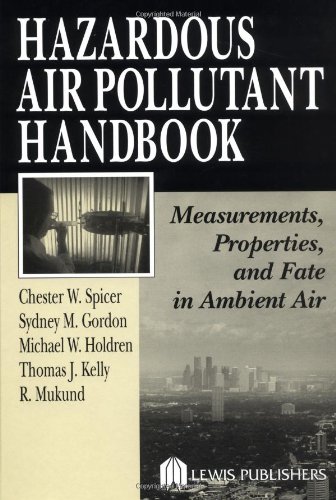 HAZARDOUS
AIR POLLUTANT
HANDBOOK
Measurements,
Properties,
and Fate
in Ambient Air
Chester W. Spicer
Sydney M. Gordon
Michael W. Holdren
Thomas J. Kelly
R. Mukund
LEWIS PUBLISHERS